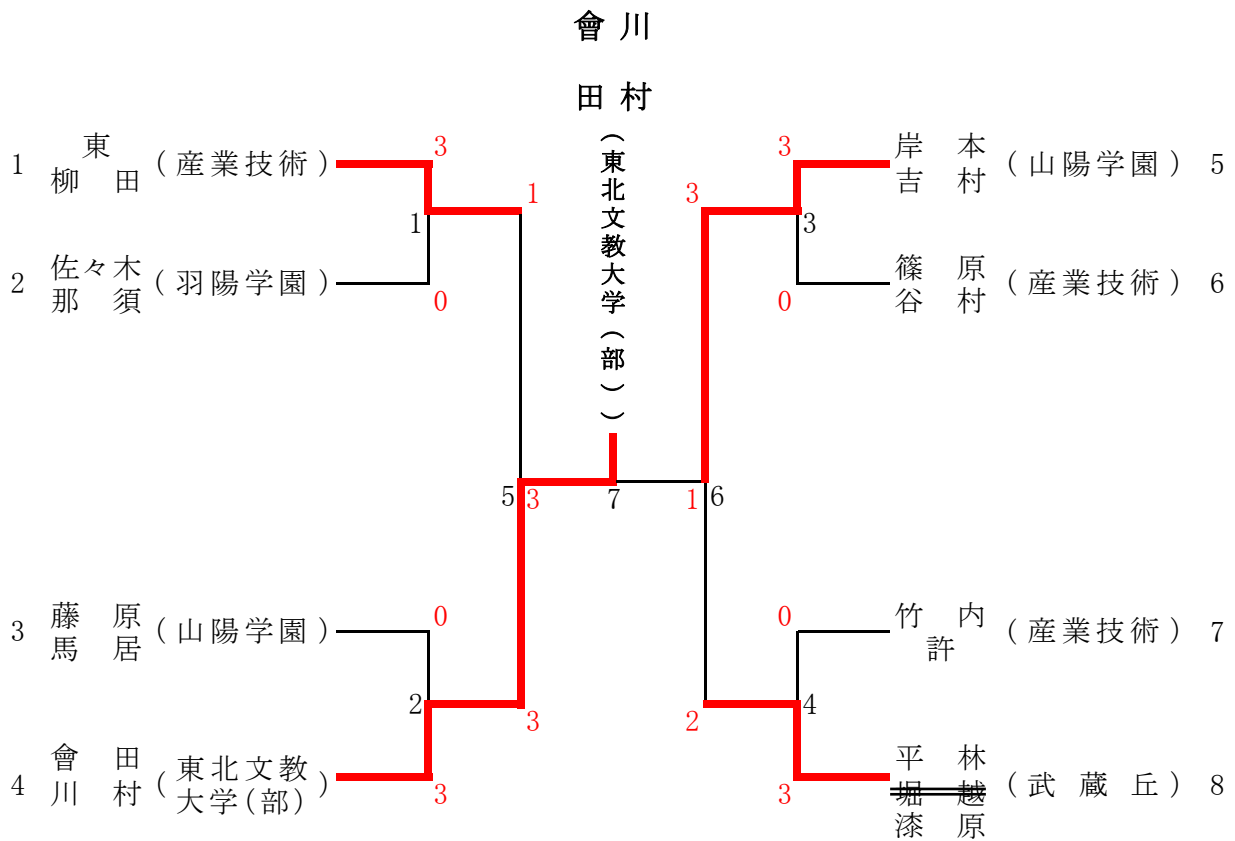 會川
田村
(東北文教大学(部))
1 東 柳田 (産業技術)
2 佐々木 那須 (羽陽学園)
3 藤原 馬居 (山陽学園)
4 會田 川村 (東北文教大学(部))
岸本 吉村 (山陽学園) 5
篠原 谷村 (産業技術) 6
竹内 許 (産業技術) 7
平林 堀越 漆原 (武蔵丘) 8
3
1
1
0
0
2
3
3
5
3
7
1
6
3
3
3
0
0
4
2
3